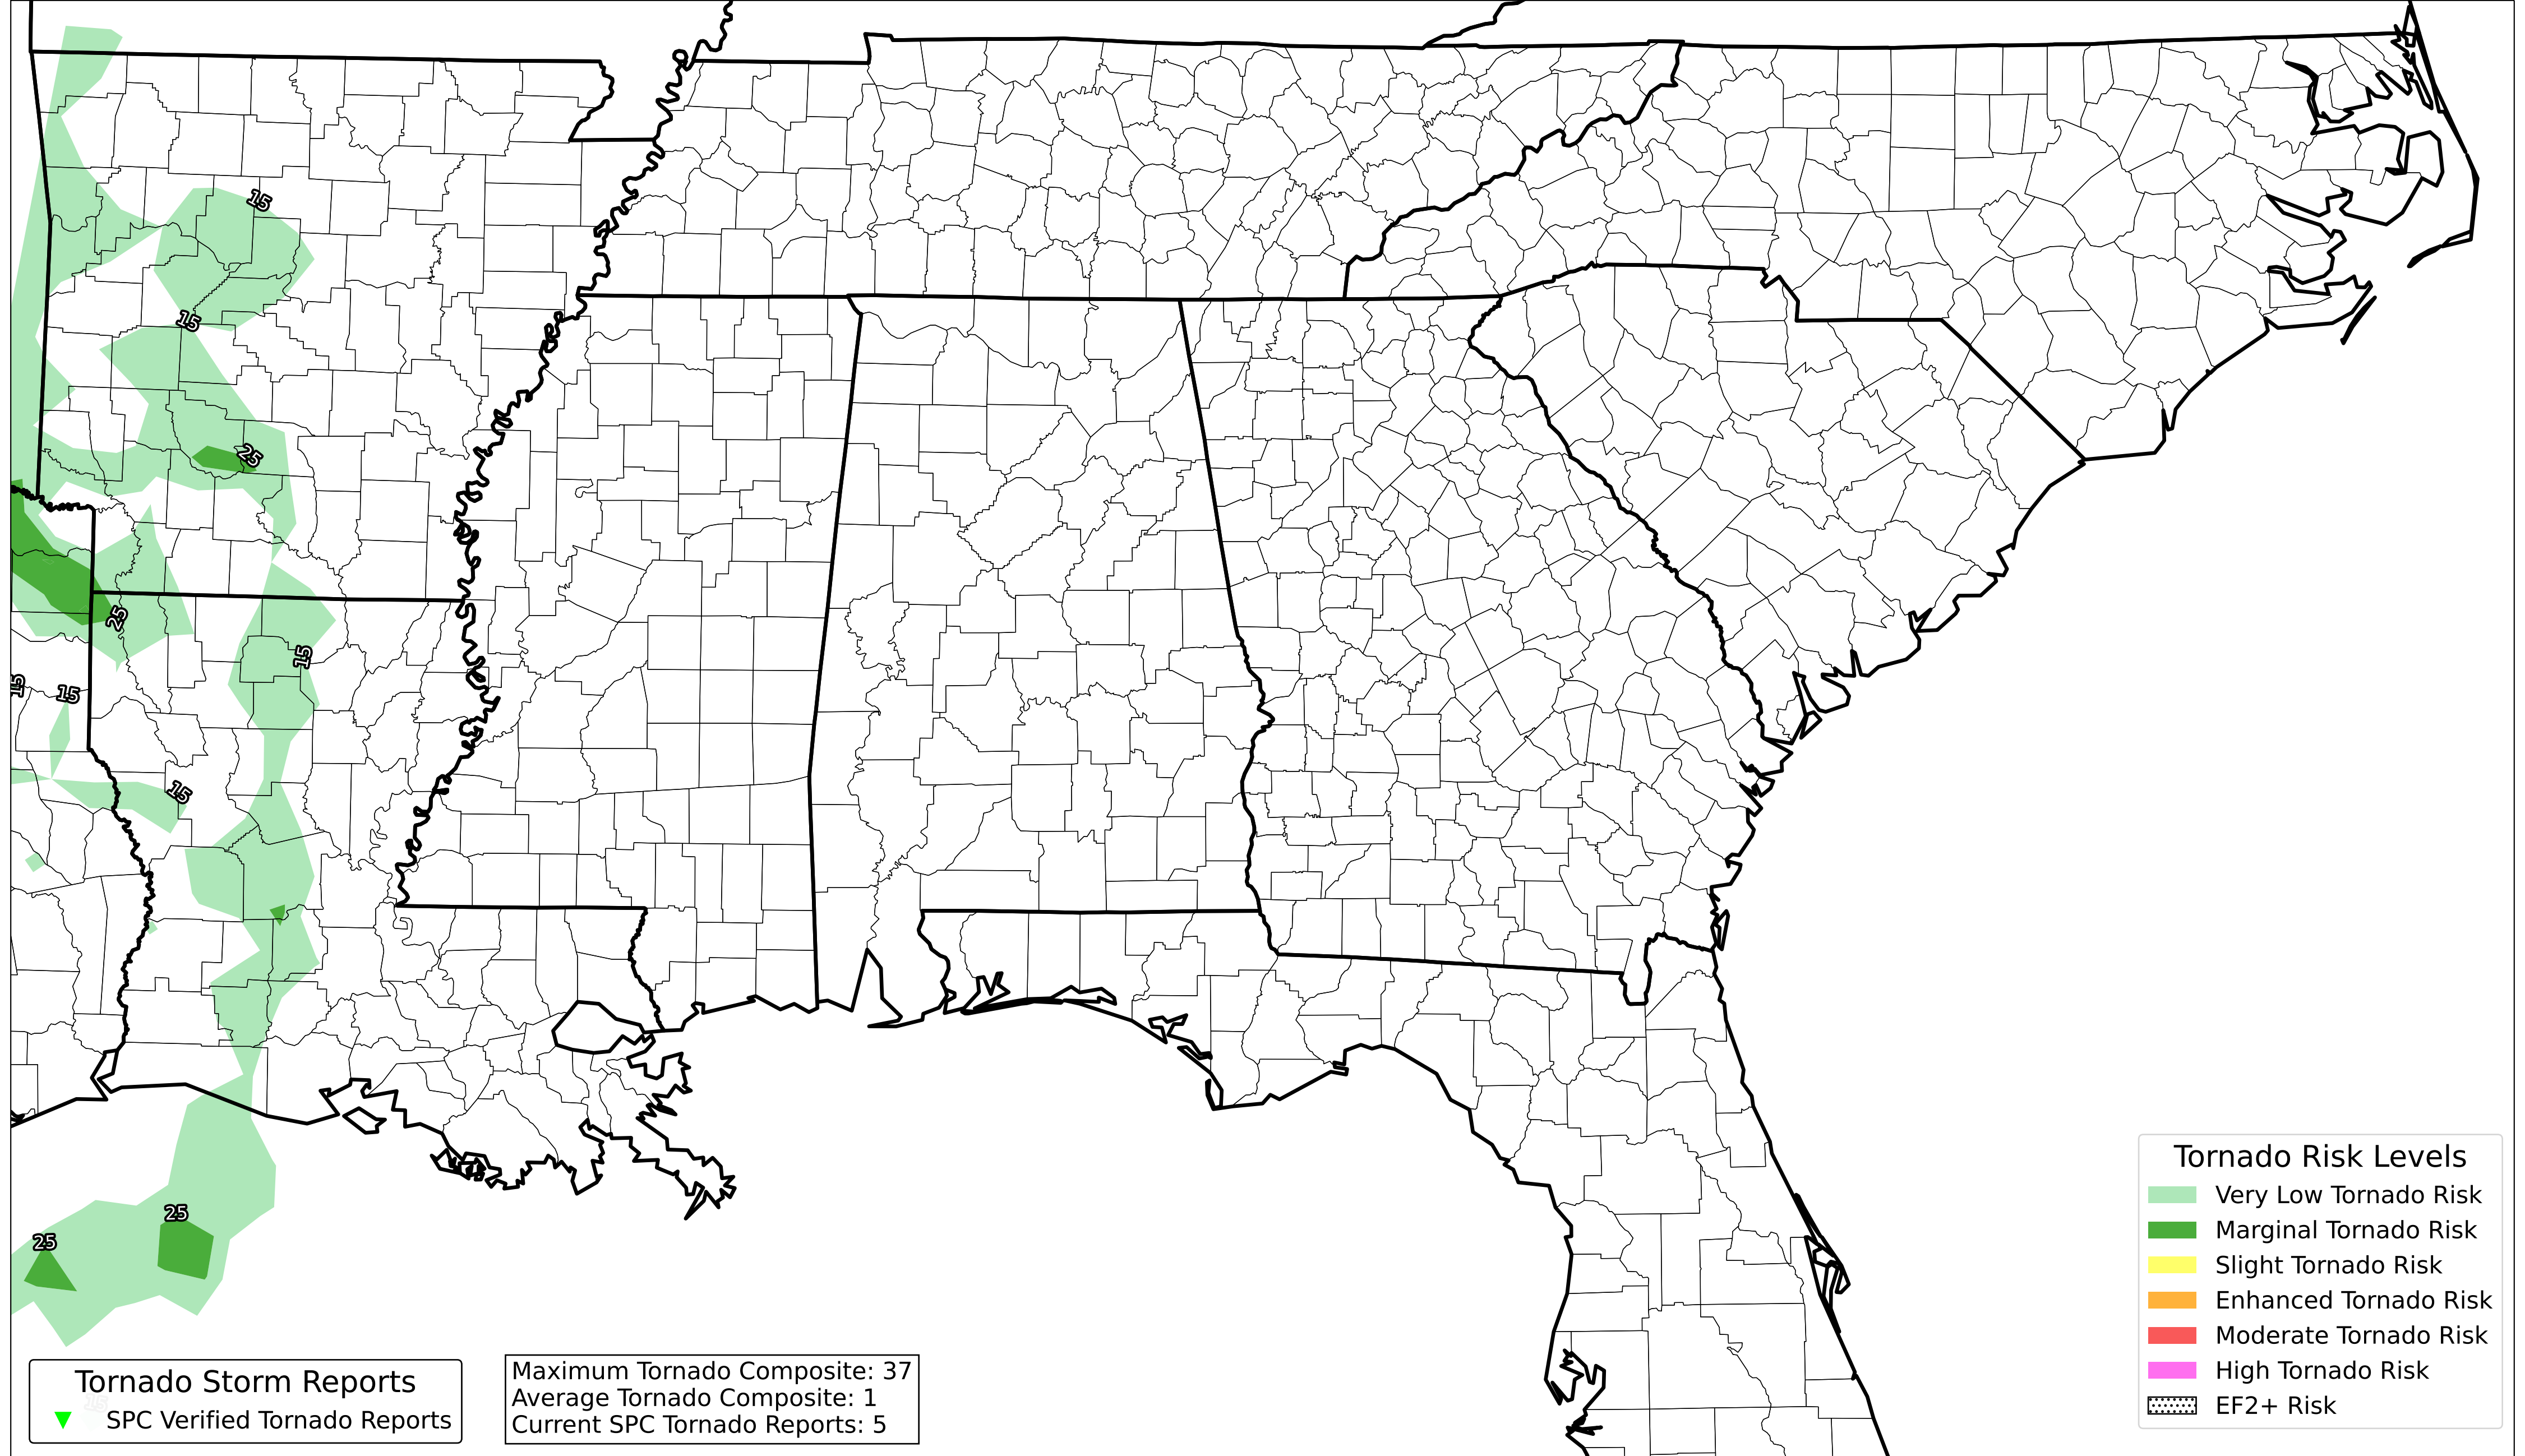 15
15
25
25
15
15
15
15
25
25
Tornado Storm Reports
15
SPC Verified Tornado Reports
Maximum Tornado Composite: 37
Average Tornado Composite: 1
Current SPC Tornado Reports: 5
Tornado Risk Levels
Very Low Tornado Risk
Marginal Tornado Risk
Slight Tornado Risk
Enhanced Tornado Risk
Moderate Tornado Risk
High Tornado Risk
EF2+ Risk